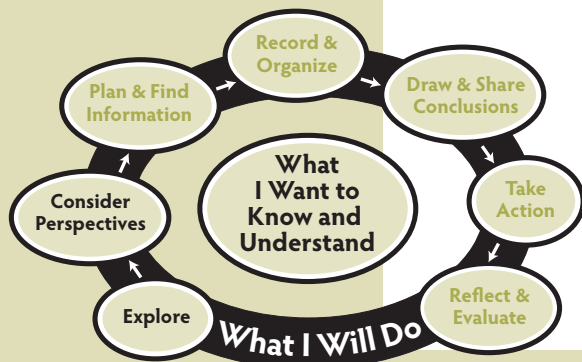 Record &
Organize
Plan & Find
Information
Draw & Share
Conclusions
What
I Want to
Know and
Understand
Consider
Perspectives
Take
Action
Explore
Reflect &
Evaluate
What I Will Do